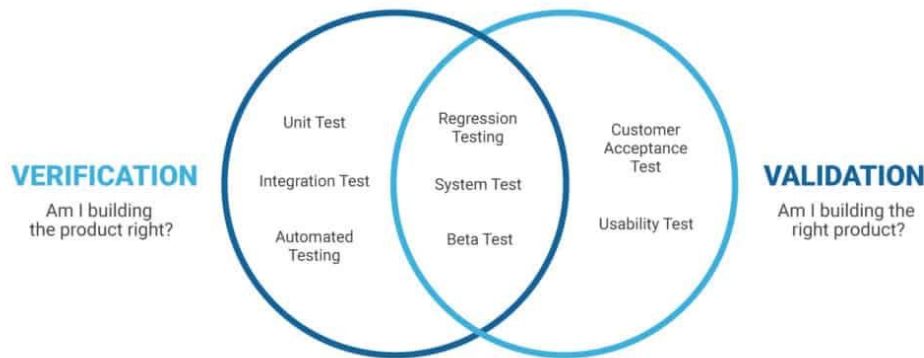 VERIFICATION
Am I building
the product right?
Unit Test
Integration Test
Automated
Testing
Regression
Testing
System Test
Beta Test
Customer
Acceptance
Test
Usability Test
VALIDATION
Am I building the
right product?